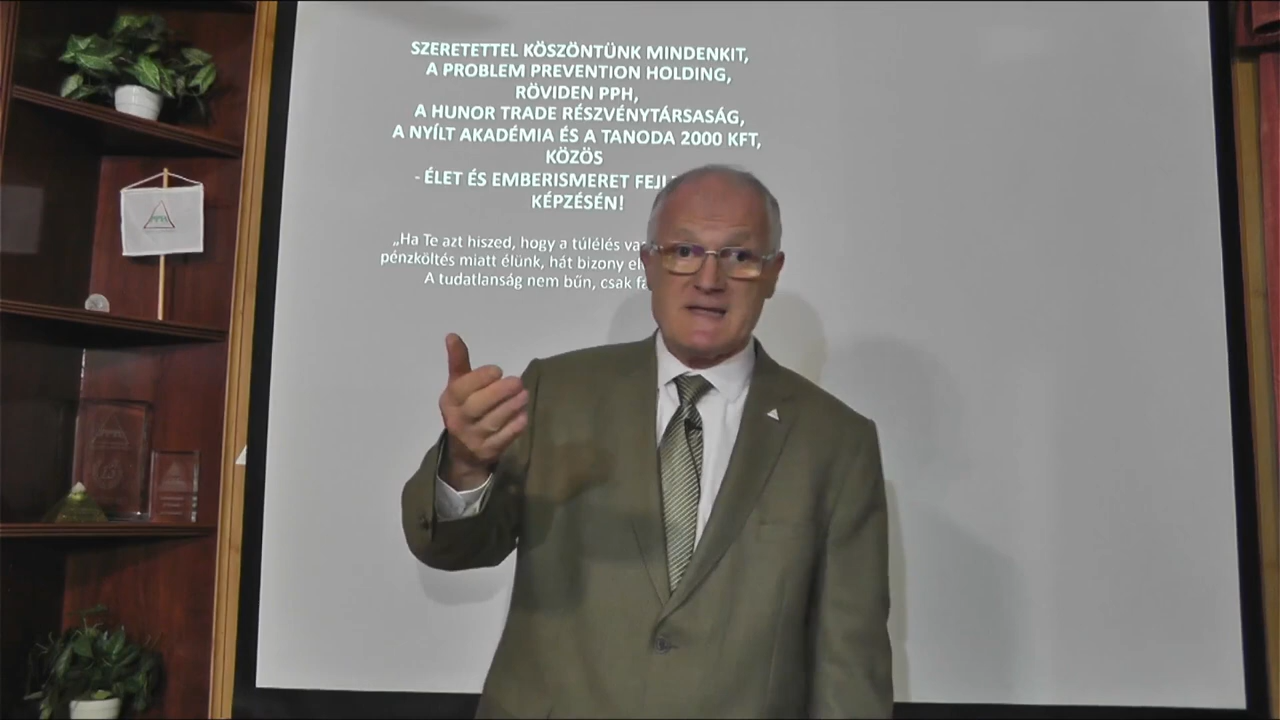 SZERETETTEL KÖSZÖNTÜNK MINDENKIT,
A PROBLEM PREVENTION HOLDING,
RÖVIDEN PPH,
A HUNOR TRADE RÉSZVÉNYTÁRSASÁG,
A NYÍLT AKADÉMIA ÉS A TANODA 2000 KFT,
KÖZÖS
- ÉLET ÉS EMBERISMERET
KÉPZÉSÉN!
„Ha Te azt hiszed, hogy a túlélés
pénzköltés miatt élünk, hát bizony
A tudatlanság nem bűn, csak